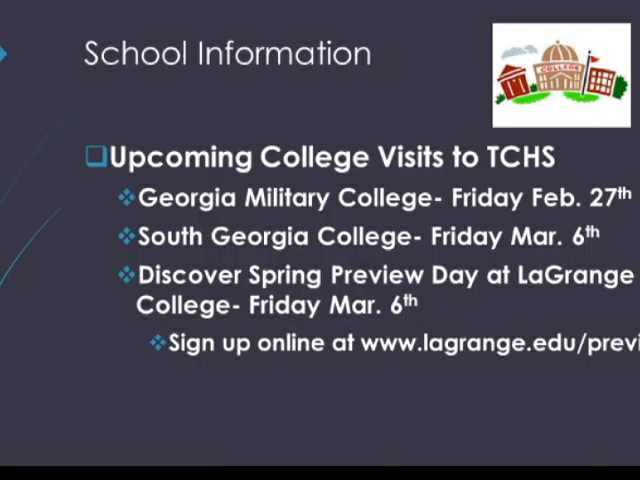 School Information
COLLEGE
Upcoming College Visits to TCHS
Georgia Military College- Friday Feb. 27th
South Georgia College- Friday Mar. 6th
Discover Spring Preview Day at LaGrange
College- Friday Mar. 6th
Sign up online at www.lagrange.edu/previ